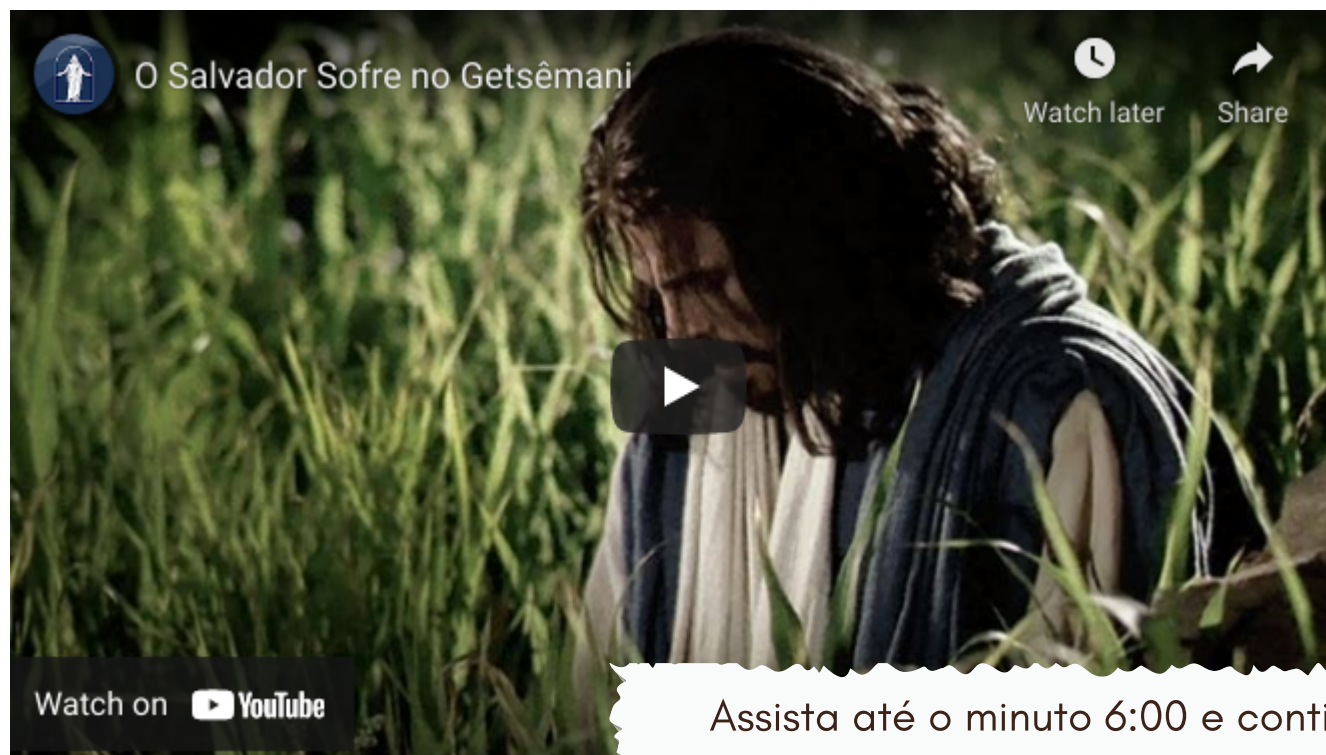 O Salvador Sofre no Getsêmani
Watch later
Share
Watch on YouTube
Assista até o minuto 6:00 e conti